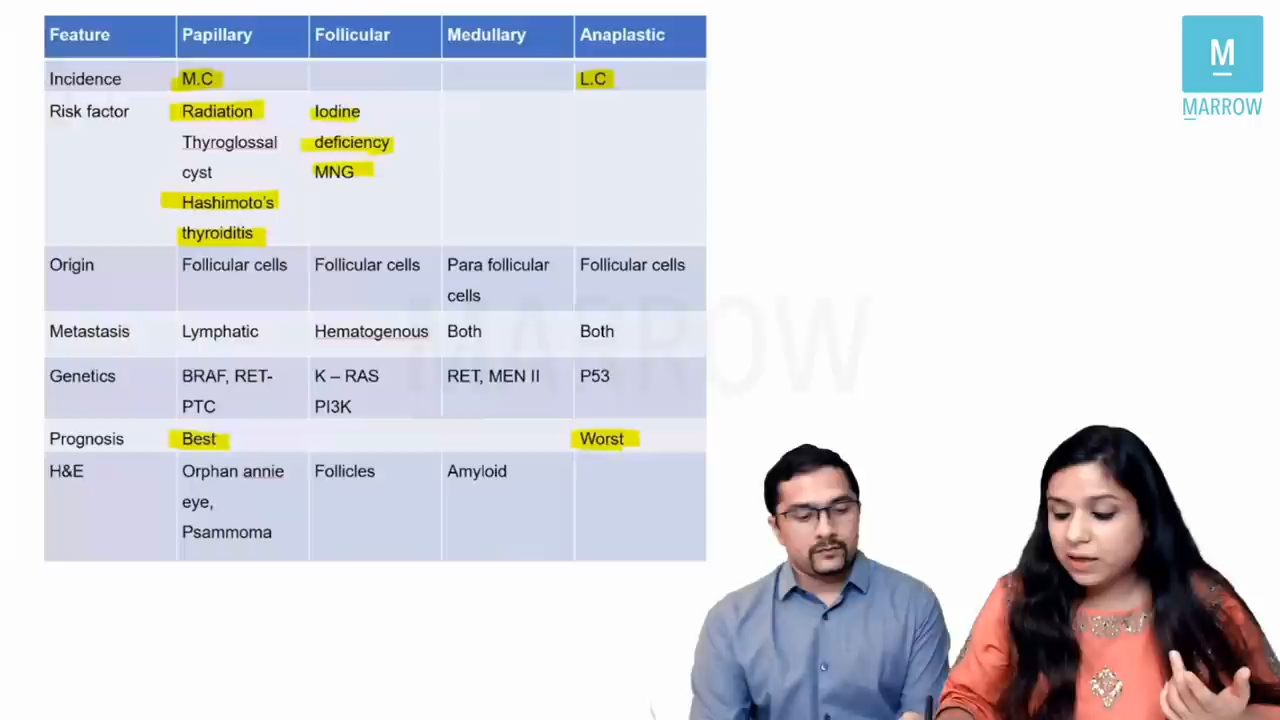 Feature Papillary Follicular Medullary Anaplastic
Incidence M.C L.C
Risk factor Radiation Iodine
Thyroglossal deficiency
cyst MNG
Hashimoto's
thyroiditis
Origin Follicular cells Follicular cells Para follicular Follicular cells
cells
Metastasis Lymphatic Hematogenous Both Both
Genetics BRAF, RET- K – RAS RET, MEN II P53
PTC PI3K
Prognosis Best Worst
H&E Orphan annie Follicles Amyloid
eye,
Psammoma
M
MARROW
MARROW